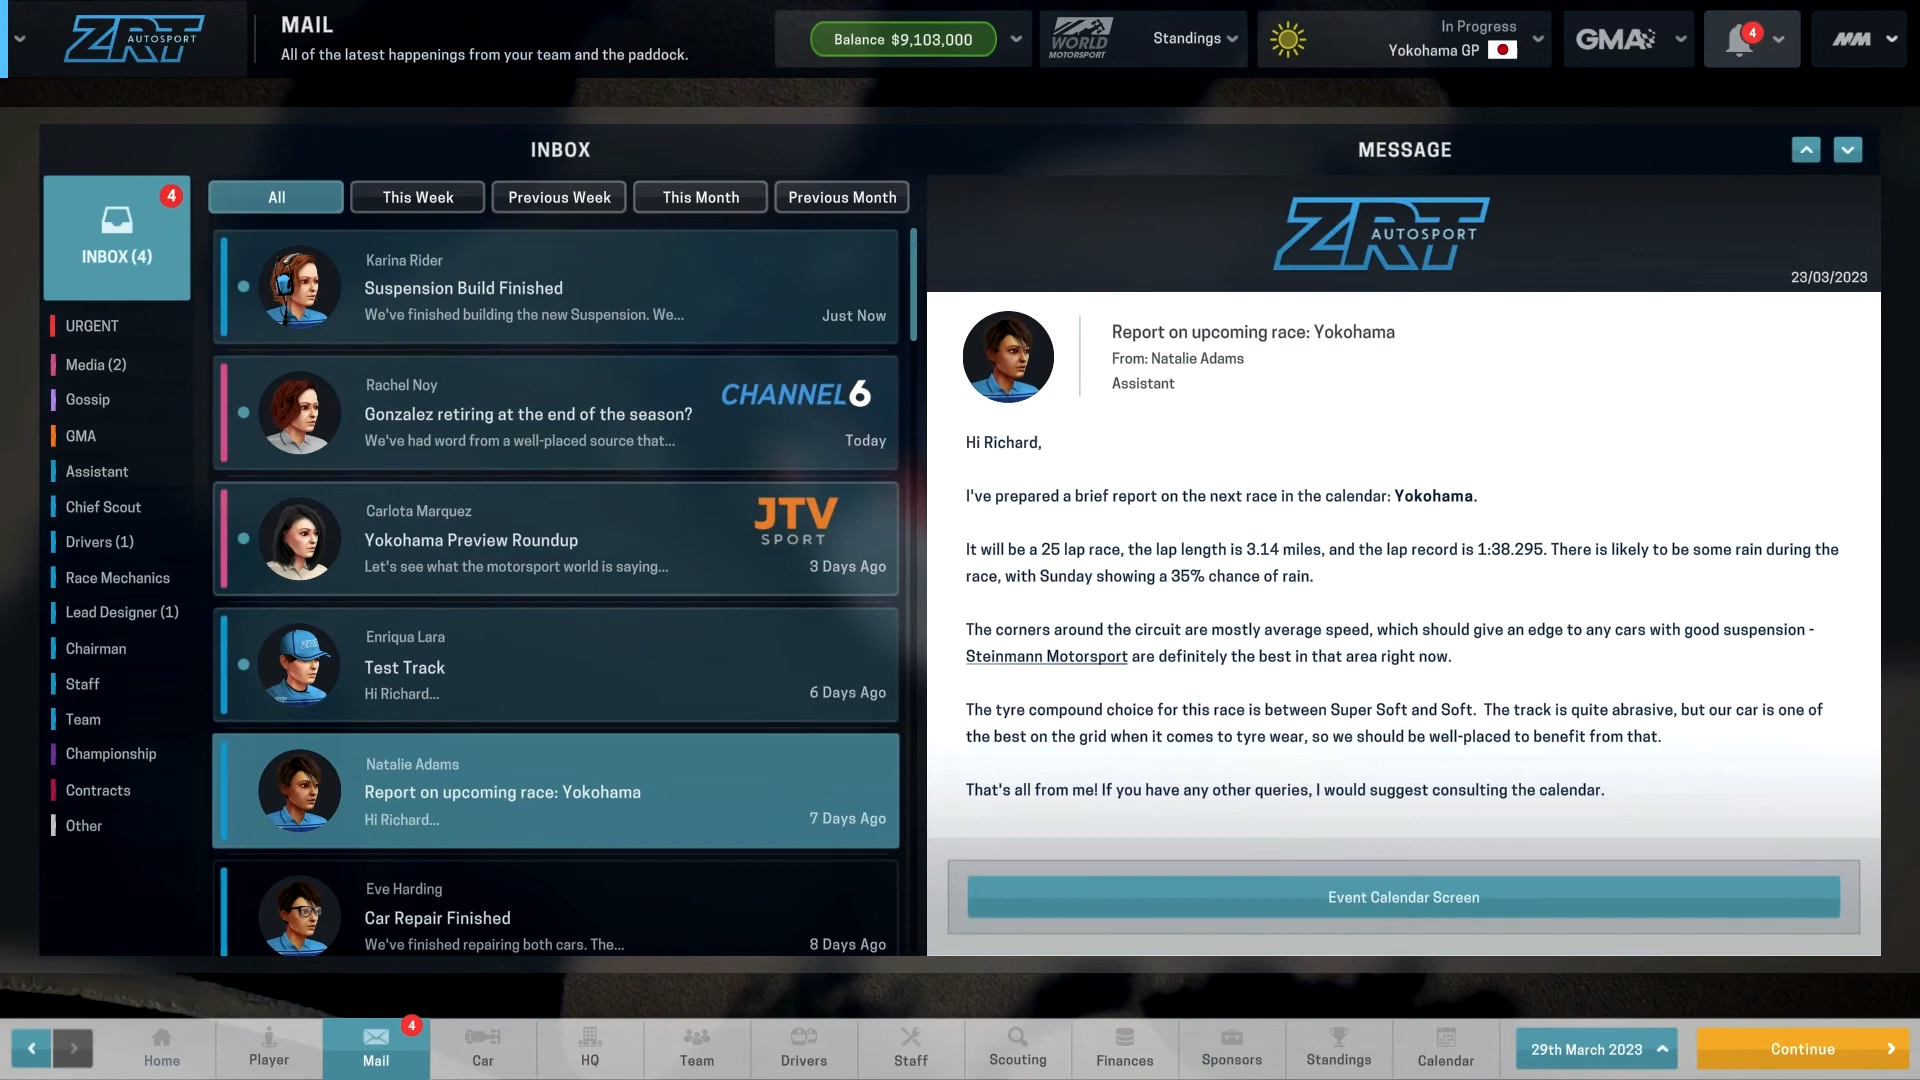 ZRT
AUTOSPORT
MAIL
All of the latest happenings from your team and the paddock.
Balance $9,103,000
WORLD
MOTORSPORT
Standings
In Progress
Yokohama GP
GMA
4
MM
INBOX
MESSAGE
4
INBOX (4)
URGENT
Media (2)
Gossip
GMA
Assistant
Chief Scout
Drivers (1)
Race Mechanics
Lead Designer (1)
Chairman
Staff
Team
Championship
Contracts
Other
All
This Week
Previous Week
This Month
Previous Month
Karina Rider
Suspension Build Finished
We've finished building the new Suspension. We...
Just Now
Rachel Noy
CHANNEL6
Gonzalez retiring at the end of the season?
We've had word from a well-placed source that...
Today
Carlota Marquez
JTV
SPORT
Yokohama Preview Roundup
Let's see what the motorsport world is saying...
3 Days Ago
Enriqua Lara
Test Track
Hi Richard...
6 Days Ago
Natalie Adams
Report on upcoming race: Yokohama
Hi Richard...
7 Days Ago
Eve Harding
Car Repair Finished
We've finished repairing both cars. The...
8 Days Ago
ZRT
AUTOSPORT
23/03/2023
Report on upcoming race: Yokohama
From: Natalie Adams
Assistant
Hi Richard,
I've prepared a brief report on the next race in the calendar: Yokohama.
It will be a 25 lap race, the lap length is 3.14 miles, and the lap record is 1:38.295. There is likely to be some rain during the
race, with Sunday showing a 35% chance of rain.
The corners around the circuit are mostly average speed, which should give an edge to any cars with good suspension -
Steinmann Motorsport are definitely the best in that area right now.
The tyre compound choice for this race is between Super Soft and Soft. The track is quite abrasive, but our car is one of
the best on the grid when it comes to tyre wear, so we should be well-placed to benefit from that.
That's all from me! If you have any other queries, I would suggest consulting the calendar.
Event Calendar Screen
Home
Player
4
Mail
Car
HQ
Team
Drivers
Staff
Scouting
Finances
Sponsors
Standings
Calendar
29th March 2023
Continue